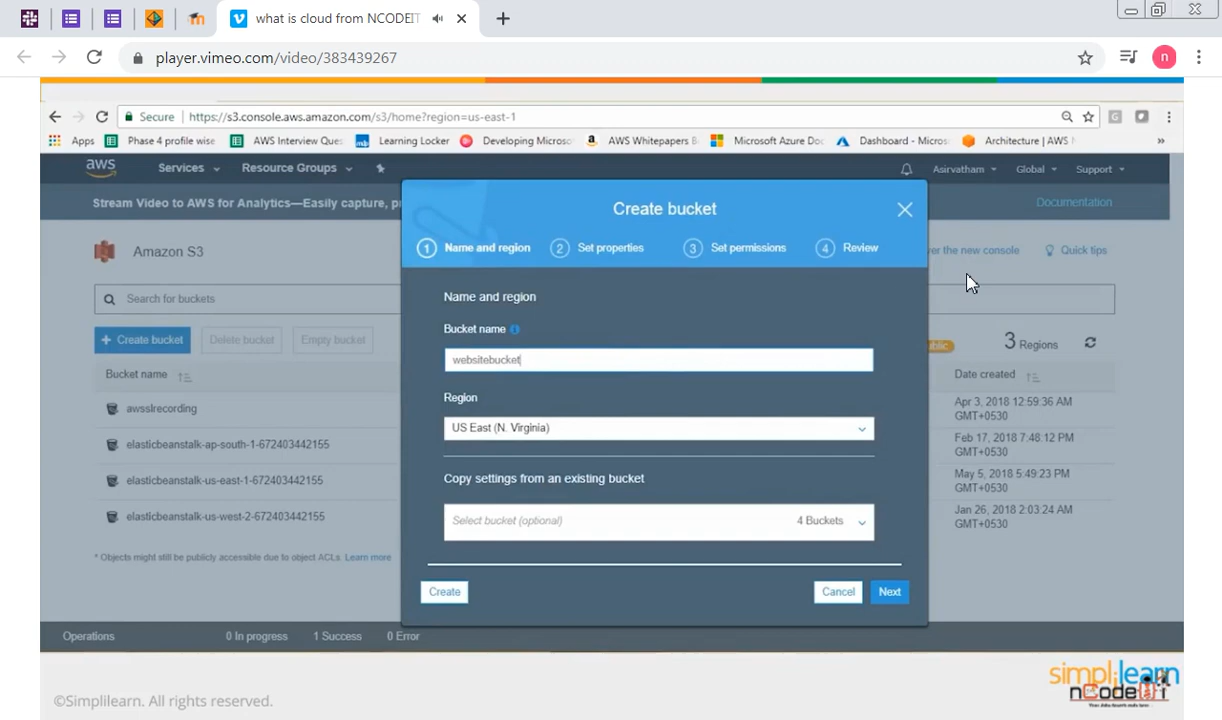 what is cloud from NCODEIT
player.vimeo.com/video/383439267
n
Secure https://s3.console.aws.amazon.com/s3/home?region=us-east-1
Apps Phase 4 profile wise AWS Interview Ques Learning Locker Developing Microso AWS Whitepapers B Microsoft Azure Doc Dashboard - Micros Architecture | AWS »
aws Services Resource Groups Asirvatham Global Support
Stream Video to AWS for Analytics—Easily capture, pr Documentation
Create bucket
1 Name and region 2 Set properties 3 Set permissions 4 Review
Amazon S3 the new console Quick tips
Name and region
Search for buckets
Bucket name
+ Create bucket Delete bucket Empty bucket 3 Regions
websitebucket
Bucket name Date created
Region
awsslrecording Apr 3, 2018 12:59:36 AM
GMT+0530
US East (N. Virginia)
elasticbeanstalk-ap-south-1-672403442155 Feb 17, 2018 7:48:12 PM
GMT+0530
Copy settings from an existing bucket
elasticbeanstalk-us-east-1-672403442155 May 5, 2018 5:49:23 PM
GMT+0530
Select bucket (optional) 4 Buckets
elasticbeanstalk-us-west-2-672403442155 Jan 26, 2018 2:03:24 AM
GMT+0530
* Objects might still be publicly accessible due to object ACLs. Learn more
Create Cancel Next
Operations 0 In progress 1 Success 0 Error
simplilearn
©Simplilearn. All rights reserved.